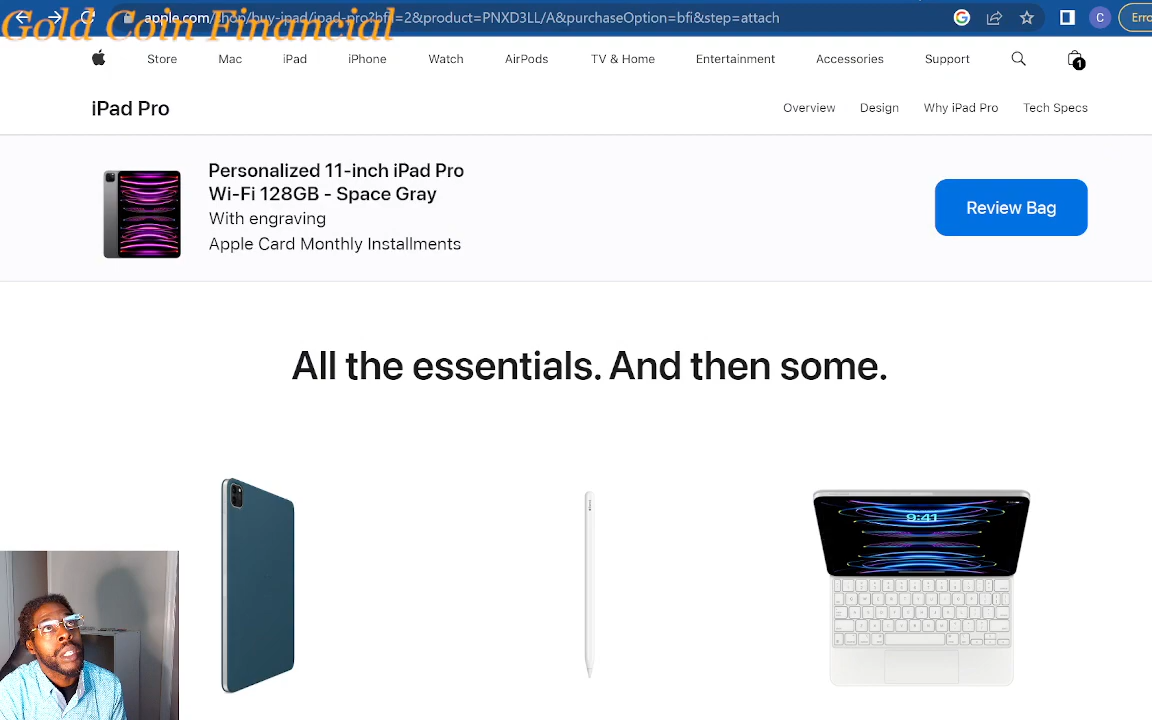 apple.com/shop/buy-ipad/ipad-pro?bfi=2&product=PNXD3LL/A&purchaseOption=bfi&step=attach
C
Erro
Gold Coin Financial
Store Mac iPad iPhone Watch AirPods TV & Home Entertainment Accessories Support 1
iPad Pro
Overview Design Why iPad Pro Tech Specs
Personalized 11-inch iPad Pro
Wi-Fi 128GB - Space Gray
With engraving
Apple Card Monthly Installments
Review Bag
All the essentials. And then some.
9:41